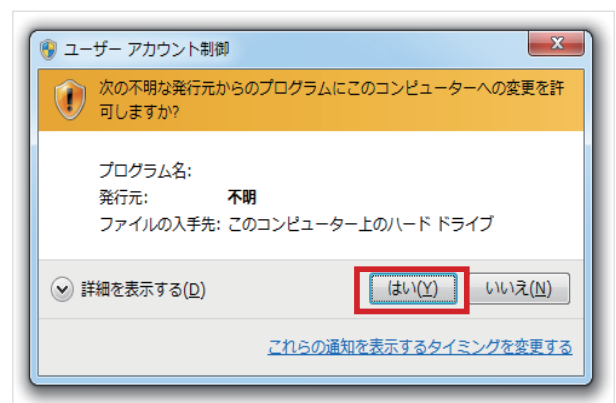 ユーザー アカウント制御
次の不明な発行元からのプログラムにこのコンピューターへの変更を許
可しますか?
プログラム名:
発行元: 不明
ファイルの入手先: このコンピューター上のハード ドライブ
詳細を表示する(D) はい(Y) いいえ(N)
これらの通知を表示するタイミングを変更する